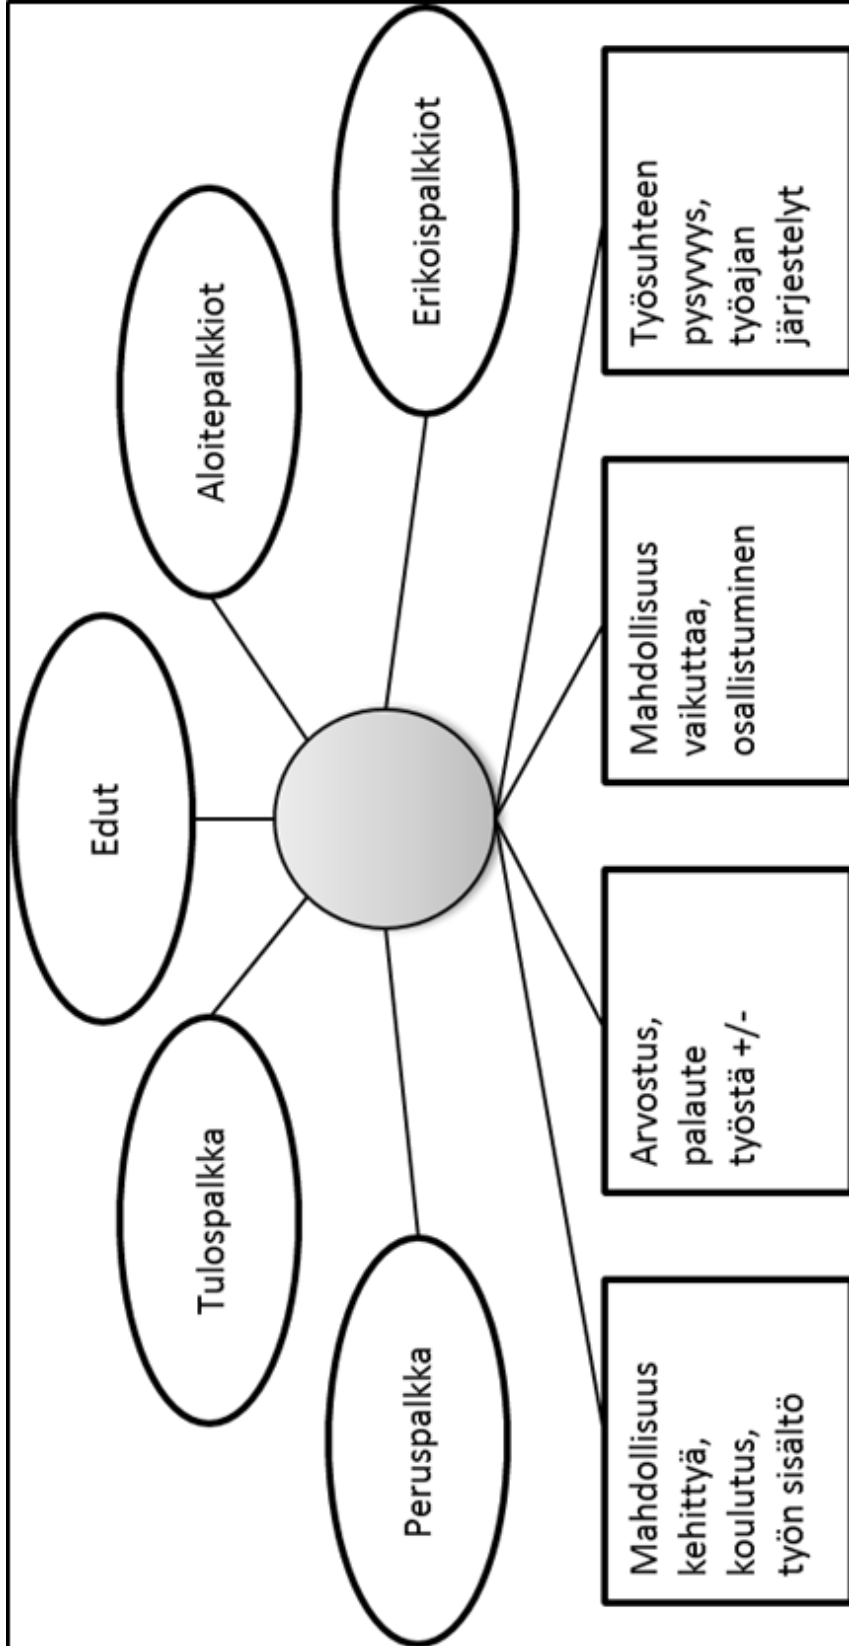 Edut
Tulospalkka
Aloitepalkkiot
Peruspalkka
Erikoispalkkiot
Mahdollisuus
kehittyä,
koulutus,
työn sisältö
Arvostus,
palaute
työstä +/-
Mahdollisuus
vaikuttaa,
osallistuminen
Työsuhteen
pysyvyys,
työajan
järjestelyt